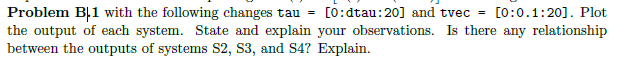 Problem B.1 with the following changes tau = [0:dtau:20] and tvec = [0:0.1:20]. Plot
the output of each system. State and explain your observations. Is there any relationship
between the outputs of systems S2, S3, and S4? Explain.